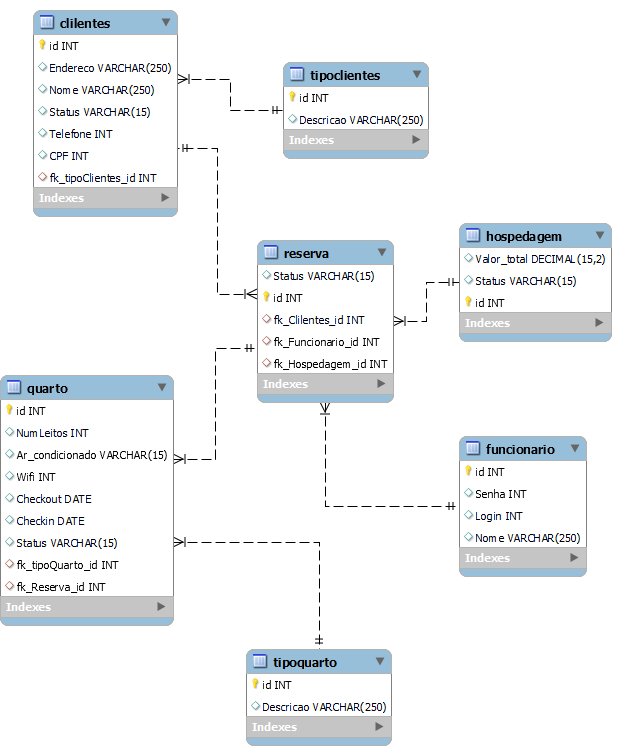 clilentes
id INT
Endereco VARCHAR(250)
Nome VARCHAR(250)
Status VARCHAR(15)
Telefone INT
CPF INT
fk_tipoClientes_id INT
Indexes
tipoclientes
id INT
Descricao VARCHAR(250)
Indexes
reserva
Status VARCHAR(15)
id INT
fk_Clilentes_id INT
fk_Funcionario_id INT
fk_Hospedagem_id INT
Indexes
hospedagem
Valor_total DECIMAL(15,2)
Status VARCHAR(15)
id INT
Indexes
quarto
id INT
NumLeitos INT
Ar_condicionado VARCHAR(15)
Wifi INT
Checkout DATE
Checkin DATE
Status VARCHAR(15)
fk_tipoQuarto_id INT
fk_Reserva_id INT
Indexes
funcionario
id INT
Senha INT
Login INT
Nome VARCHAR(250)
Indexes
tipoquarto
id INT
Descricao VARCHAR(250)
Indexes